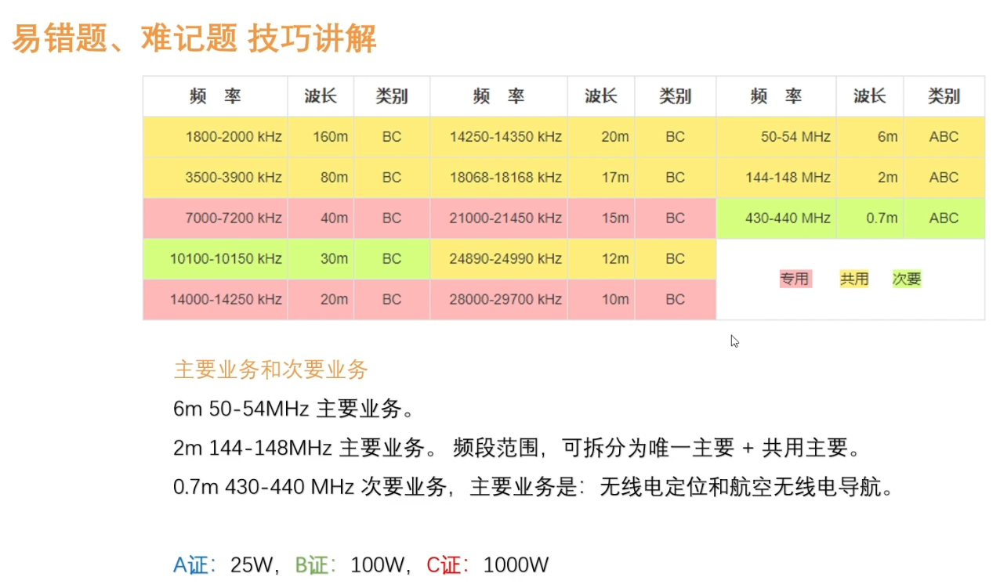 易错题、难记题 技巧讲解
频 率 波长 类别 频 率 波长 类别 频 率 波长 类别
1800-2000 kHz 160m BC 14250-14350 kHz 20m BC 50-54 MHz 6m ABC
3500-3900 kHz 80m BC 18068-18168 kHz 17m BC 144-148 MHz 2m ABC
7000-7200 kHz 40m BC 21000-21450 kHz 15m BC 430-440 MHz 0.7m ABC
10100-10150 kHz 30m BC 24890-24990 kHz 12m BC
专用 共用 次要
14000-14250 kHz 20m BC 28000-29700 kHz 10m BC
主要业务和次要业务
6m 50-54MHz 主要业务。
2m 144-148MHz 主要业务。 频段范围，可拆分为唯一主要 + 共用主要。
0.7m 430-440 MHz 次要业务，主要业务是：无线电定位和航空无线电导航。
A证：25W，B证：100W，C证：1000W